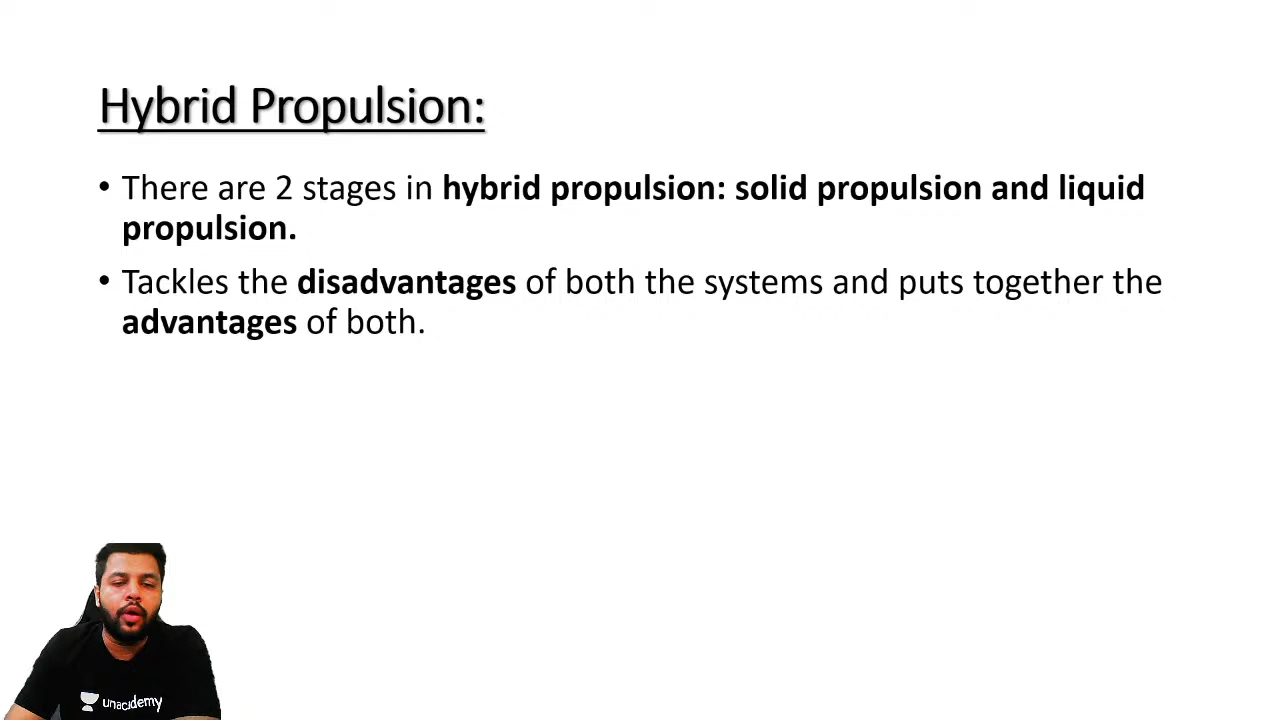 Hybrid Propulsion:
• There are 2 stages in hybrid propulsion: solid propulsion and liquid
propulsion.
• Tackles the disadvantages of both the systems and puts together the
advantages of both.
unacademy